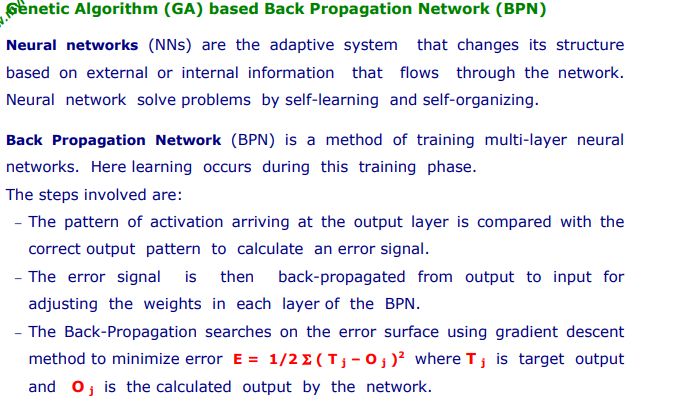 Genetic Algorithm (GA) based Back Propagation Network (BPN)
Neural networks (NNs) are the adaptive system that changes its structure
based on external or internal information that flows through the network.
Neural network solve problems by self-learning and self-organizing.
Back Propagation Network (BPN) is a method of training multi-layer neural
networks. Here learning occurs during this training phase.
The steps involved are:
– The pattern of activation arriving at the output layer is compared with the
correct output pattern to calculate an error signal.
– The error signal is then back-propagated from output to input for
adjusting the weights in each layer of the BPN.
– The Back-Propagation searches on the error surface using gradient descent
method to minimize error E = 1/2 Σ ( T j – O j )² where T j is target output
and O j is the calculated output by the network.